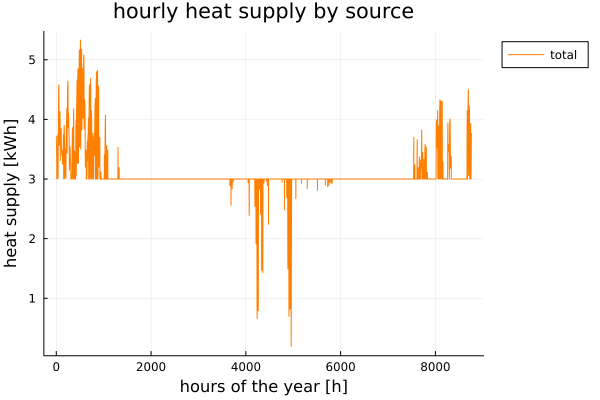 hourly heat supply by source
heat supply [kWh]
5
4
3
2
1
0
2000
4000
6000
8000
hours of the year [h]
total